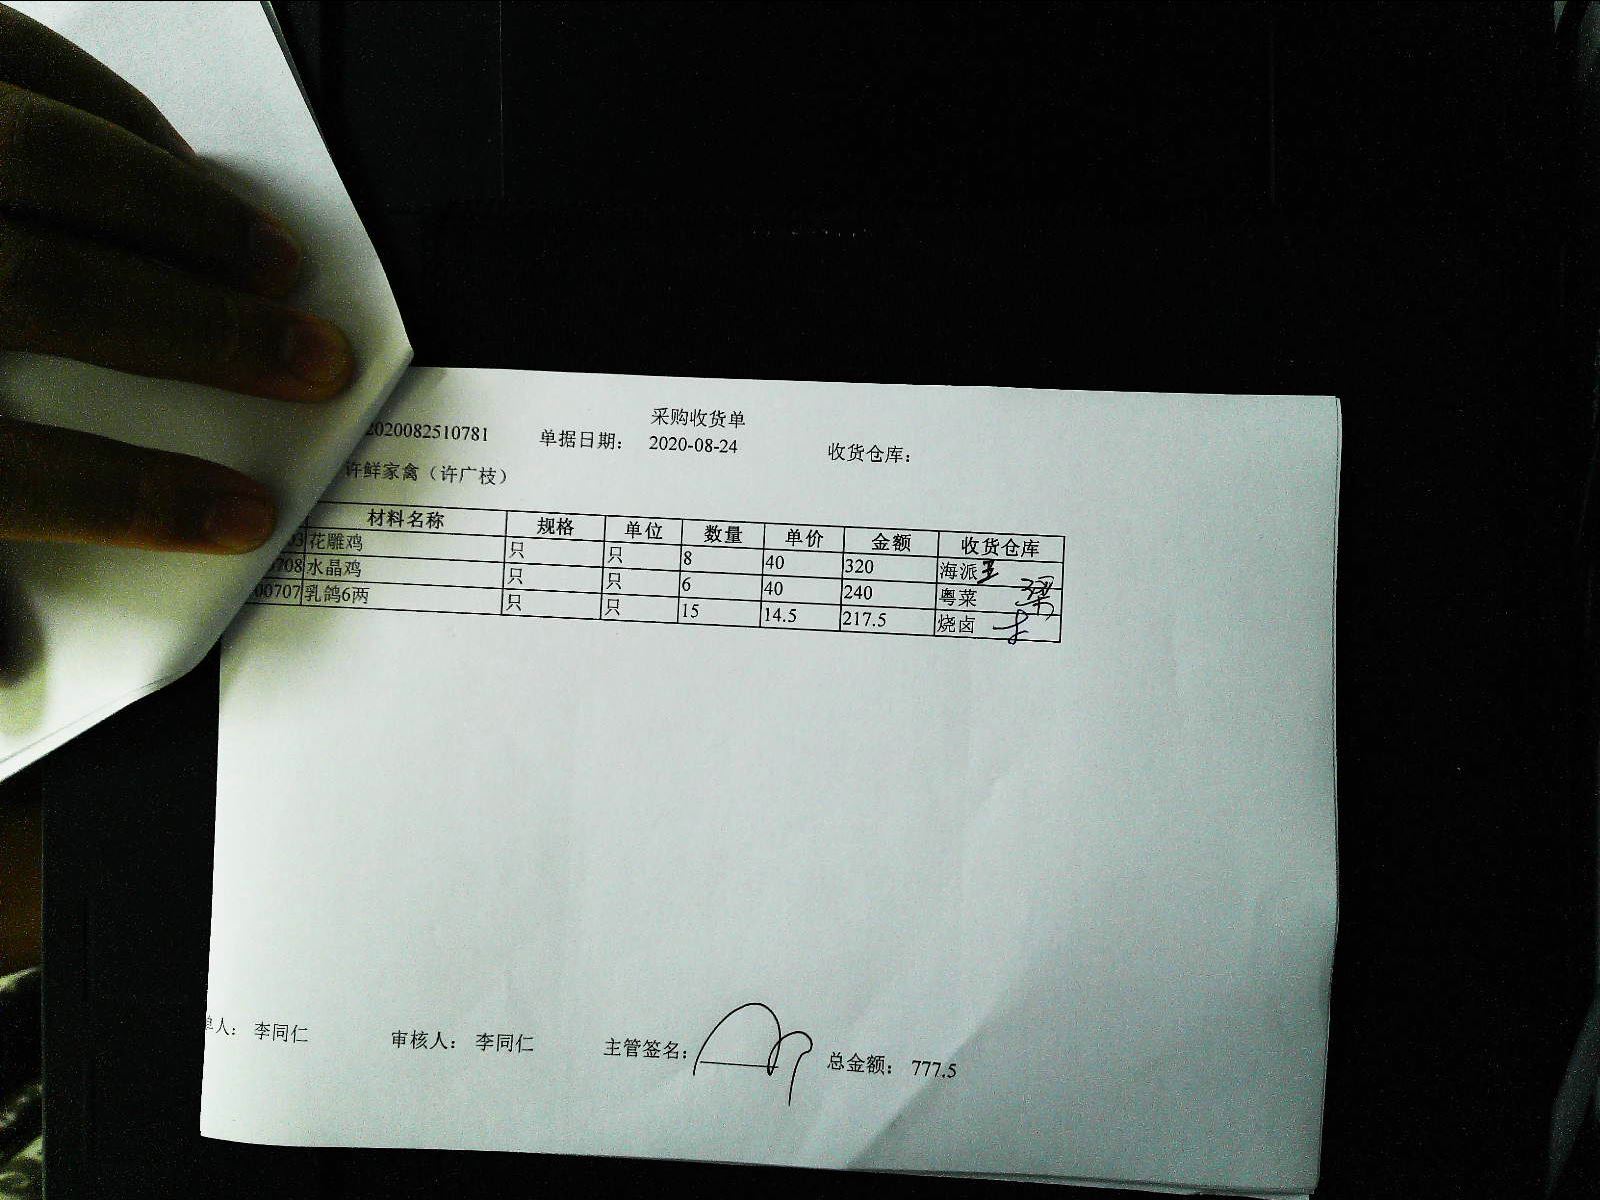 采购收货单
2020082510781 单据日期： 2020-08-24 收货仓库：
许鲜家禽（许广枝）
材料名称 规格 单位 数量 单价 金额 收货仓库
03 花雕鸡 只 只 8 40 320 海派 王
708 水晶鸡 只 只 6 40 240 粤菜 梁
00707 乳鸽6两 只 只 15 14.5 217.5 烧卤
单人： 李同仁 审核人： 李同仁 主管签名： 总金额： 777.5